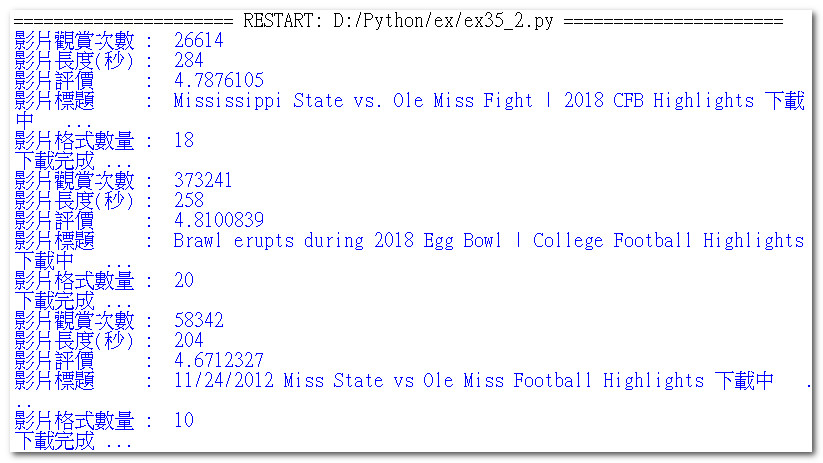 ====================== RESTART: D:/Python/ex/ex35_2.py ======================
影片觀賞次數 :  26614
影片長度(秒) :  284
影片評價     :  4.7876105
影片標題     :  Mississippi State vs. Ole Miss Fight | 2018 CFB Highlights 下載
中   ...
影片格式數量 :  18
下載完成 ...
影片觀賞次數 :  373241
影片長度(秒) :  258
影片評價     :  4.8100839
影片標題     :  Brawl erupts during 2018 Egg Bowl | College Football Highlights
下載中   ...
影片格式數量 :  20
下載完成 ...
影片觀賞次數 :  58342
影片長度(秒) :  204
影片評價     :  4.6712327
影片標題     :  11/24/2012 Miss State vs Ole Miss Football Highlights 下載中   .
..
影片格式數量 :  10
下載完成 ...